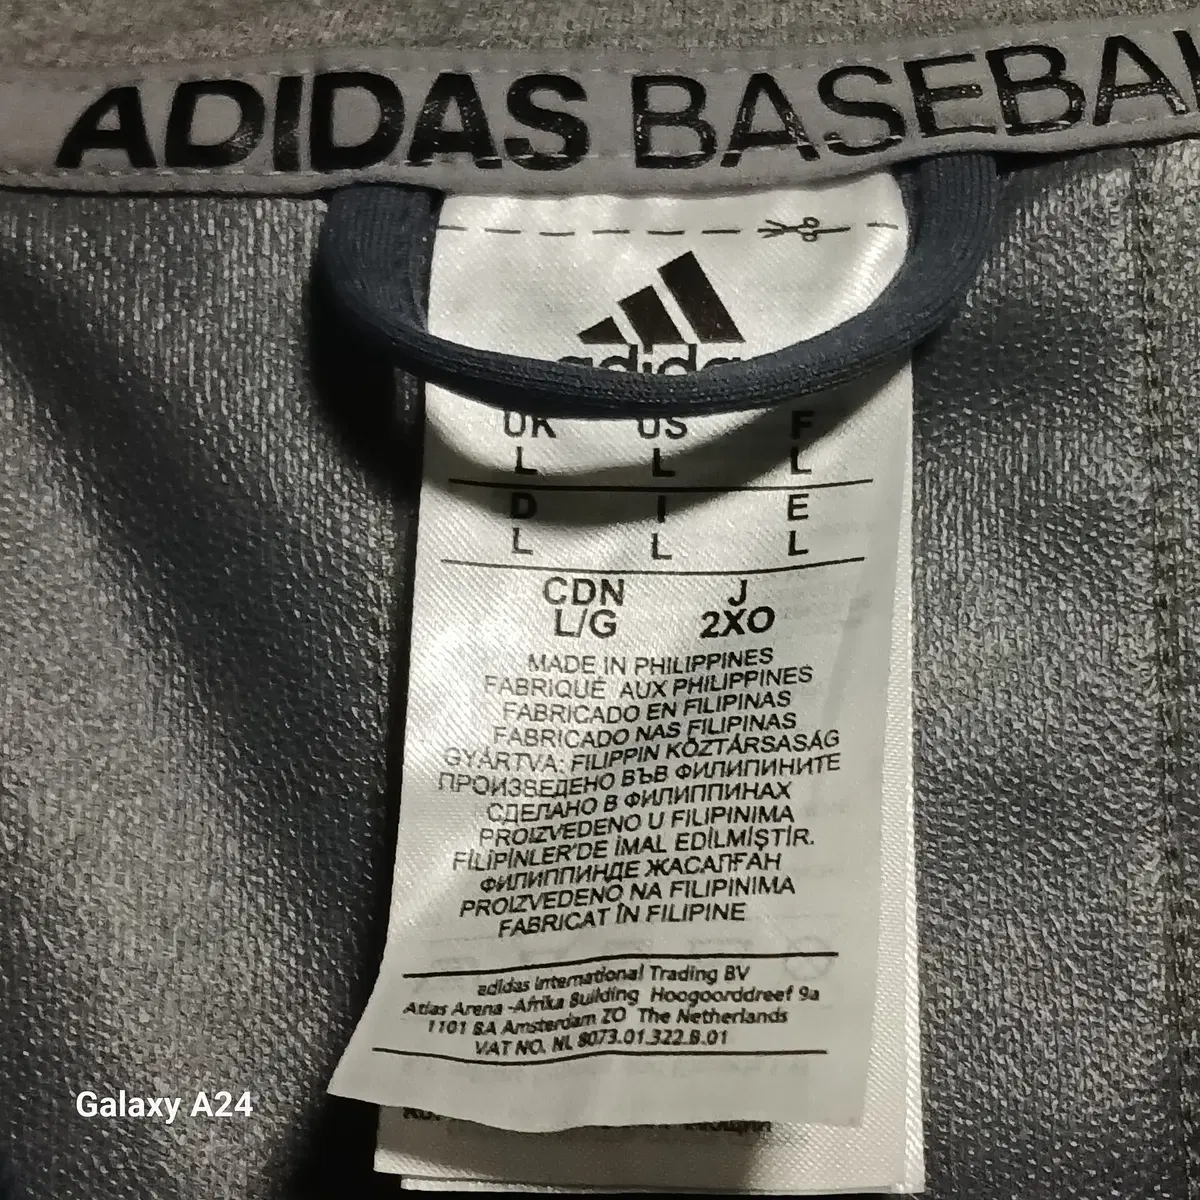 ADIDAS BASEBA
UK US F
L L L
D I E
L L L
CDN J
L/G 2XO
MADE IN PHILIPPINES
FABRIQUÉ AUX PHILIPPINES
FABRICADO EN FILIPINAS
FABRICADO NAS FILIPINAS
GYÁRTVA: FILIPPIN KÖZTÁRSASÁG
ПРОИЗВЕДЕНО ВЪВ ФИЛИПИНИТЕ
СДЕЛАНО В ФИЛИППИНАХ
PROIZVEDENO U FILIPINIMA
FİLİPİNLER'DE İMAL EDİLMİŞTİR.
ФИЛИППИНДЕ ЖАСАЛҒАН
PROIZVEDENO NA FILIPINIMA
FABRICAT ÎN FILIPINE
adidas International Trading BV
Atlas Arena -Afrika Building Hoogoorddreef 9a
1101 BA Amsterdam ZO The Netherlands
VAT NO. NL 8073.01.322.B.01
Galaxy A24